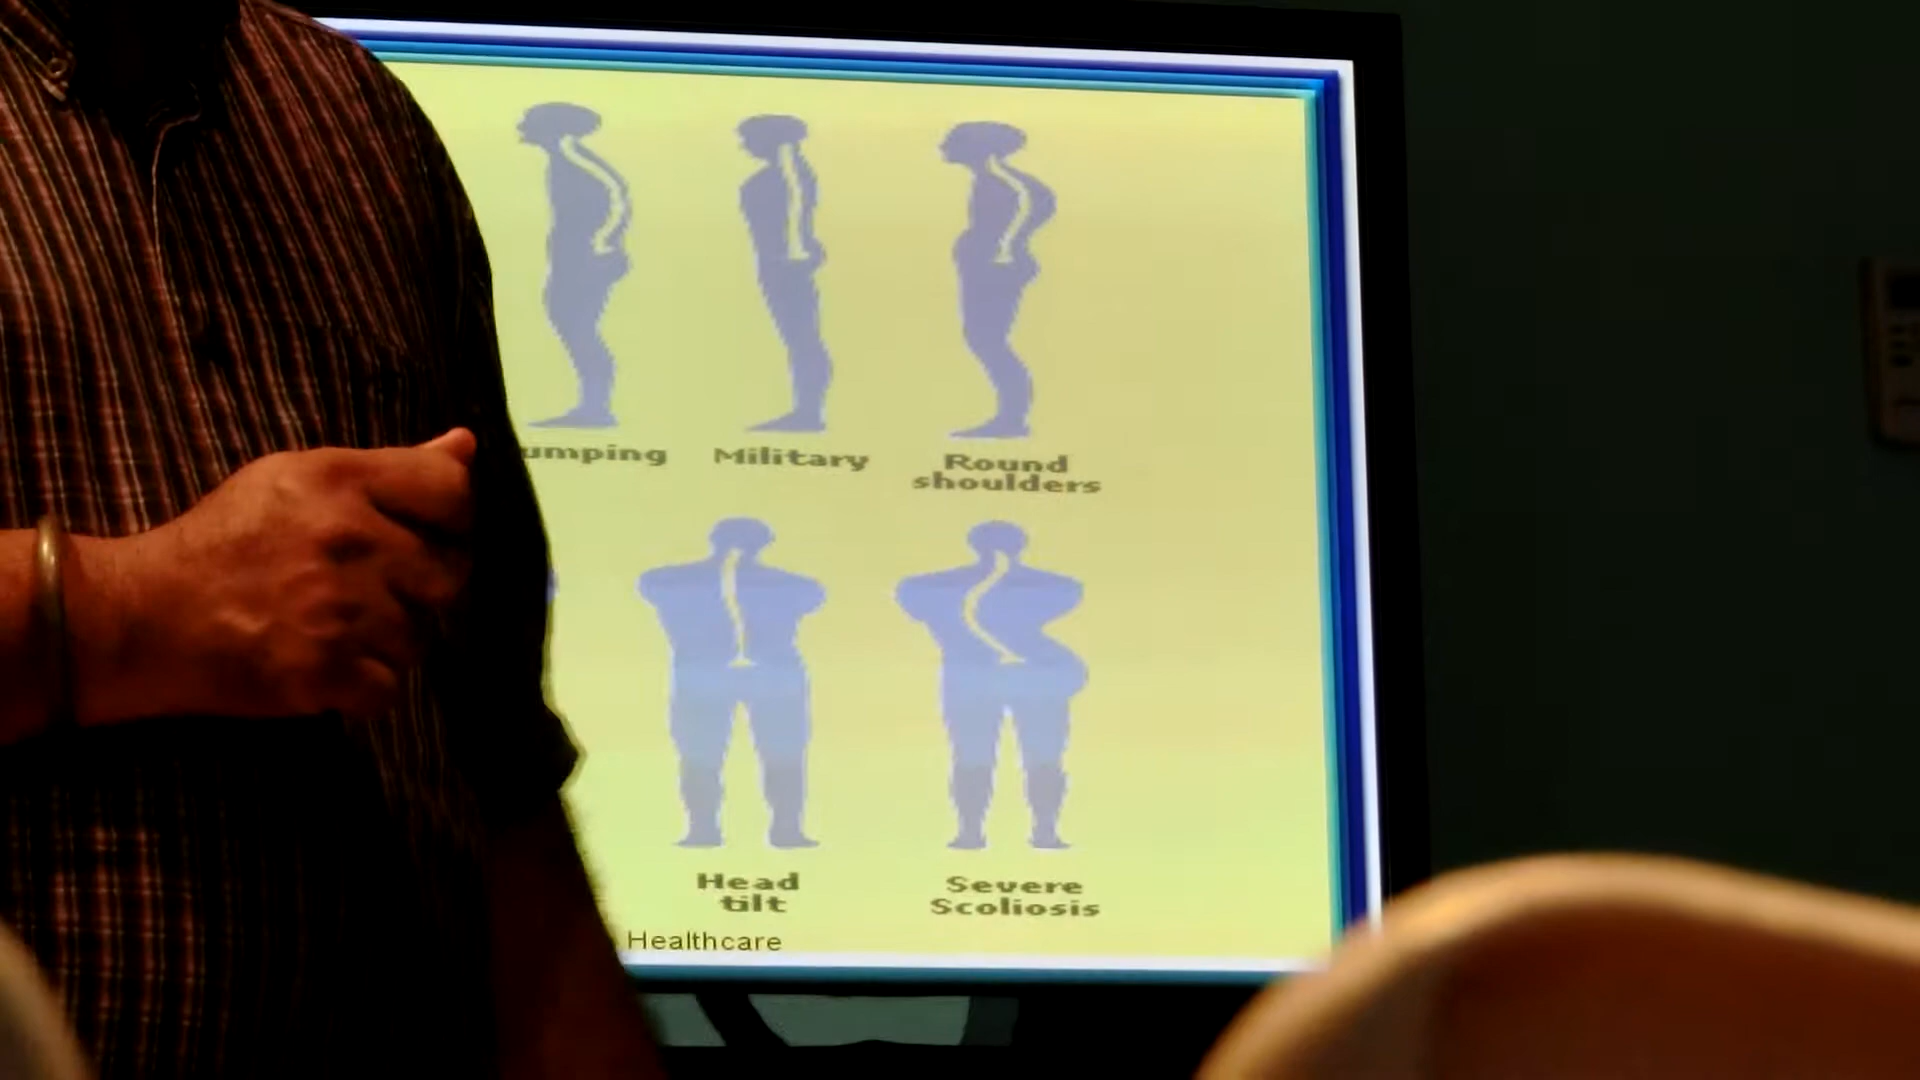 umping
Military
Round
shoulders
Head
tilt
Severe
Scoliosis
Healthcare